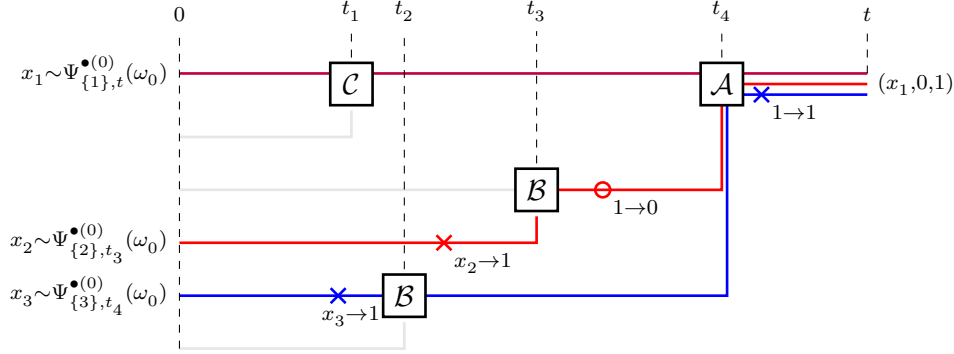 0 t₁ t₂ t₃ t₄ t
x₁∼Ψ^{•(0)}_{{1},t}(ω₀) C A (x₁,0,1)
1→1
B
1→0
x₂∼Ψ^{•(0)}_{{2},t₃}(ω₀)
x₂→1
x₃∼Ψ^{•(0)}_{{3},t₄}(ω₀) B
x₃→1